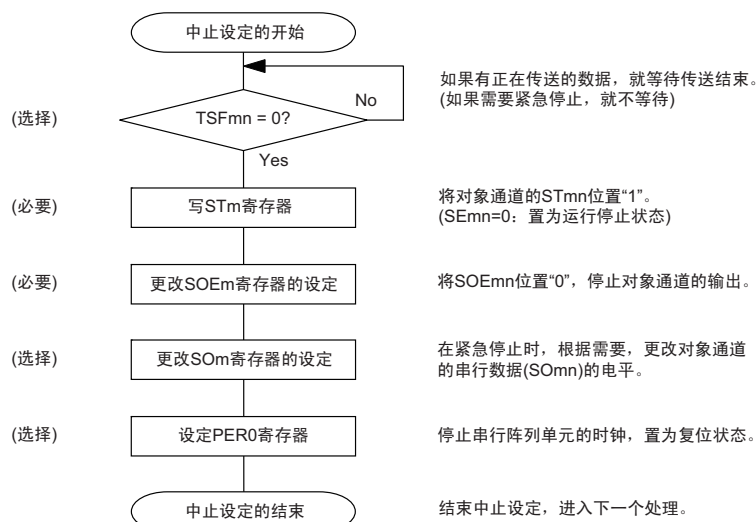 中止设定的开始
如果有正在传送的数据，就等待传送结束。
(如果需要紧急停止，就不等待)
No
(选择)
TSFmn = 0?
Yes
(必要)
写STm寄存器
将对象通道的STmn位置“1”。
(SEmn=0：置为运行停止状态)
(必要)
更改SOEm寄存器的设定
将SOEmn位置“0”，停止对象通道的输出。
(选择)
更改SOm寄存器的设定
在紧急停止时，根据需要，更改对象通道
的串行数据(SOmn)的电平。
(选择)
设定PER0寄存器
停止串行阵列单元的时钟，置为复位状态。
中止设定的结束
结束中止设定，进入下一个处理。